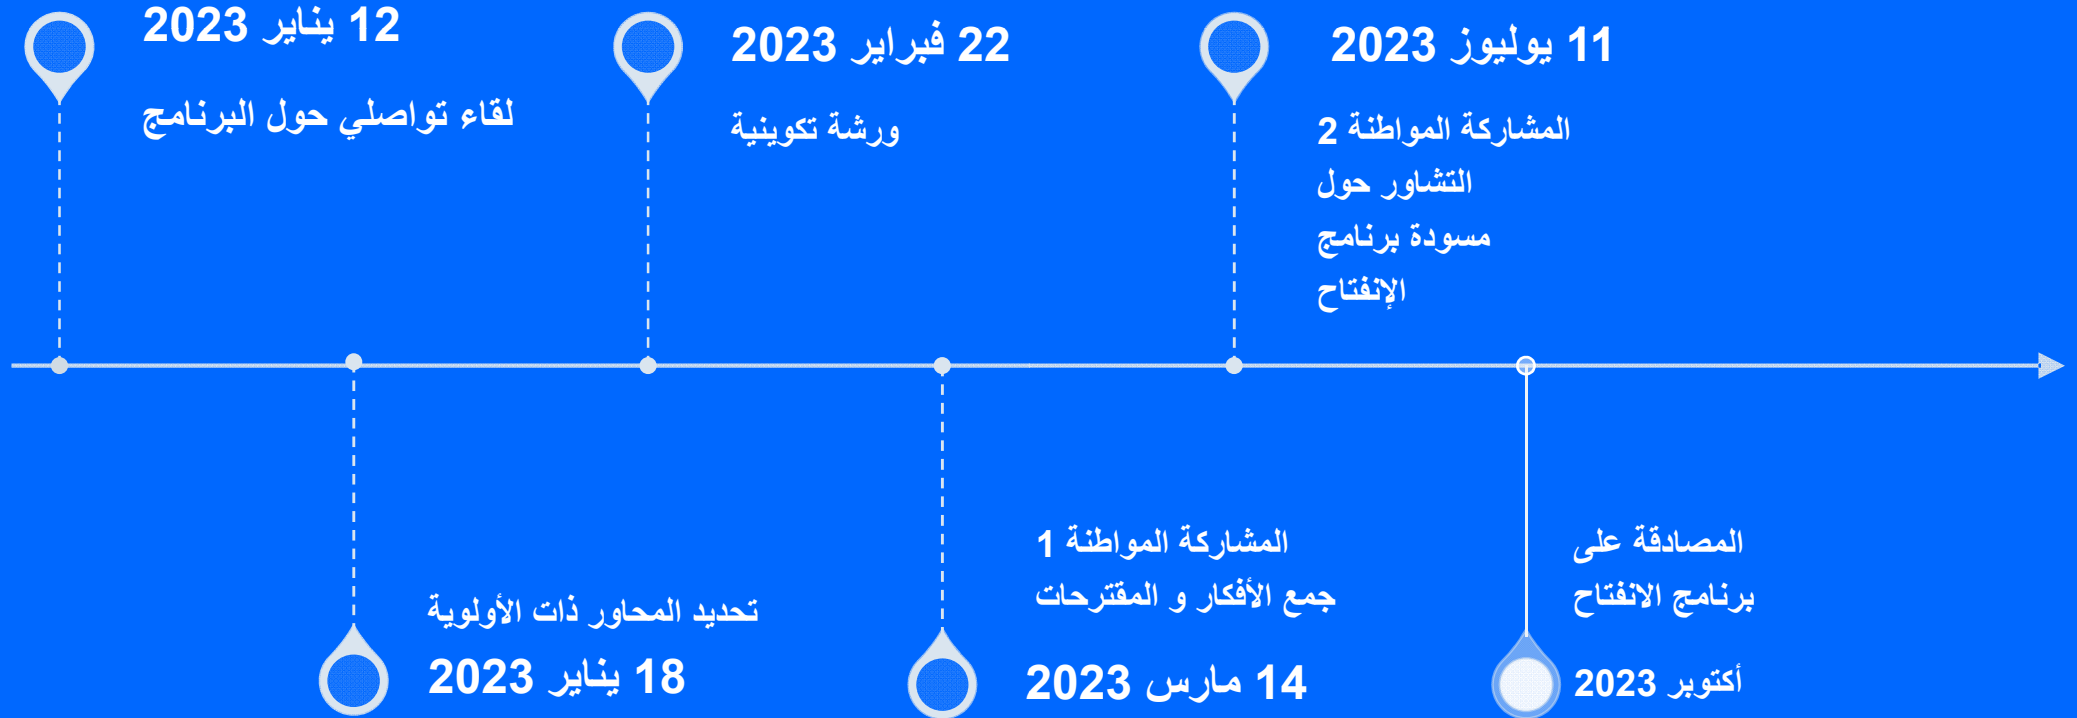 12 يناير 2023
لقاء تواصلي حول البرنامج
22 فبراير 2023
ورشة تكوينية
11 يوليوز 2023
المشاركة المواطنة 2
التشاور حول
مسودة برنامج
الإنفتاح
تحديد المحاور ذات الأولوية
18 يناير 2023
المشاركة المواطنة 1
جمع الأفكار و المقترحات
14 مارس 2023
المصادقة على
برنامج الانفتاح
أكتوبر 2023